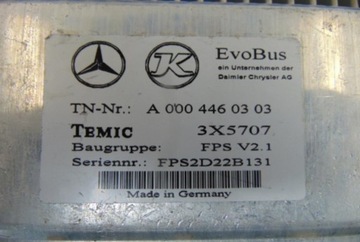 K EvoBus
ein Unternehmen der
Daimler Chrysler AG
TN-Nr.: A 000 446 03 03
TEMIC 3X5707
Baugruppe: FPS V2.1
Seriennr.: FPS2D22B131
Made in Germany